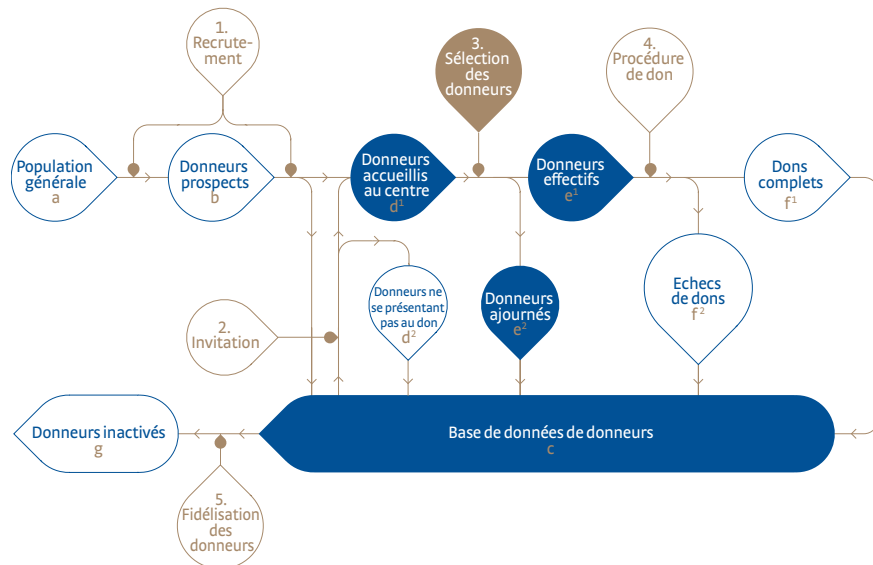 1.
Recrute-
ment
3.
Sélection
des
donneurs
4.
Procédure
de don
Population
générale
a
Donneurs
prospects
b
Donneurs
accueillis
au centre
d1
Donneurs
effectifs
e1
Dons
complets
f1
2.
Invitation
Donneurs ne
se présentant
pas au don
d2
Donneurs
ajournés
e2
Echecs
de dons
f2
Donneurs inactivés
g
Base de données de donneurs
c
5.
Fidélisation
des
donneurs